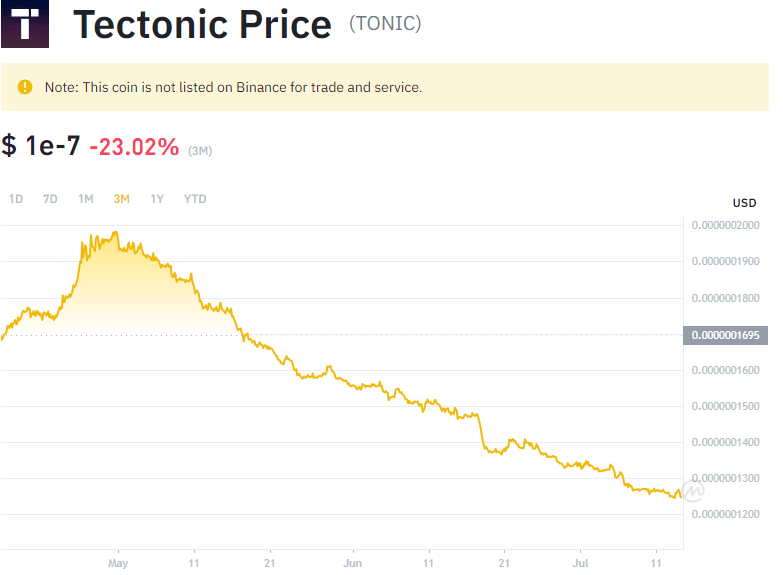 Tectonic Price (TONIC)
Note: This coin is not listed on Binance for trade and service.
$ 1e-7 -23.02% (3M)
1D 7D 1M 3M 1Y YTD
USD
0.0000002000
0.0000001900
0.0000001800
0.0000001695
0.0000001600
0.0000001500
0.0000001400
0.0000001300
0.0000001200
May 11 21 Jun 11 21 Jul 11